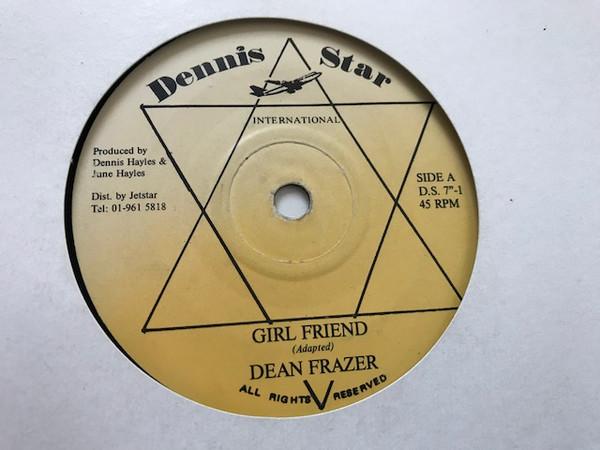 Dennis Star
INTERNATIONAL
Produced by
Dennis Hayles &
June Hayles
Dist. by Jetstar
Tel: 01-961 5818
SIDE A
D.S. 7"-1
45 RPM
GIRL FRIEND
(Adapted)
DEAN FRAZER
ALL RIGHTS RESERVED